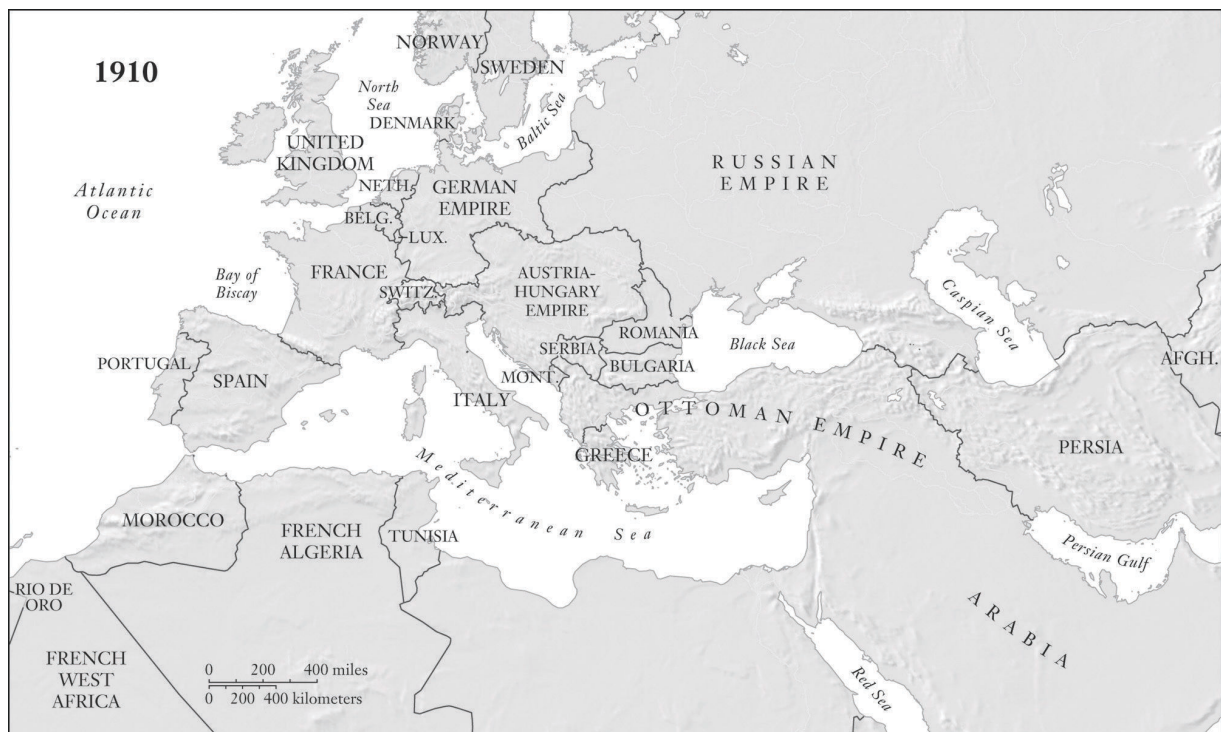 1910
NORWAY
SWEDEN
North
Sea
DENMARK
Baltic Sea
UNITED
KINGDOM
RUSSIAN
EMPIRE
Atlantic
Ocean
NETH.
GERMAN
EMPIRE
BELG.
LUX.
Bay of
Biscay
FRANCE
SWITZ.
AUSTRIA-
HUNGARY
EMPIRE
Caspian Sea
ROMANIA
Black Sea
SERBIA
BULGARIA
MONT.
AFGH.
PORTUGAL
SPAIN
ITALY
OTTOMAN EMPIRE
GREECE
PERSIA
Mediterranean Sea
MOROCCO
FRENCH
ALGERIA
TUNISIA
Persian Gulf
RIO DE
ORO
ARABIA
FRENCH
WEST
AFRICA
0 200 400 miles
0 200 400 kilometers
Red Sea